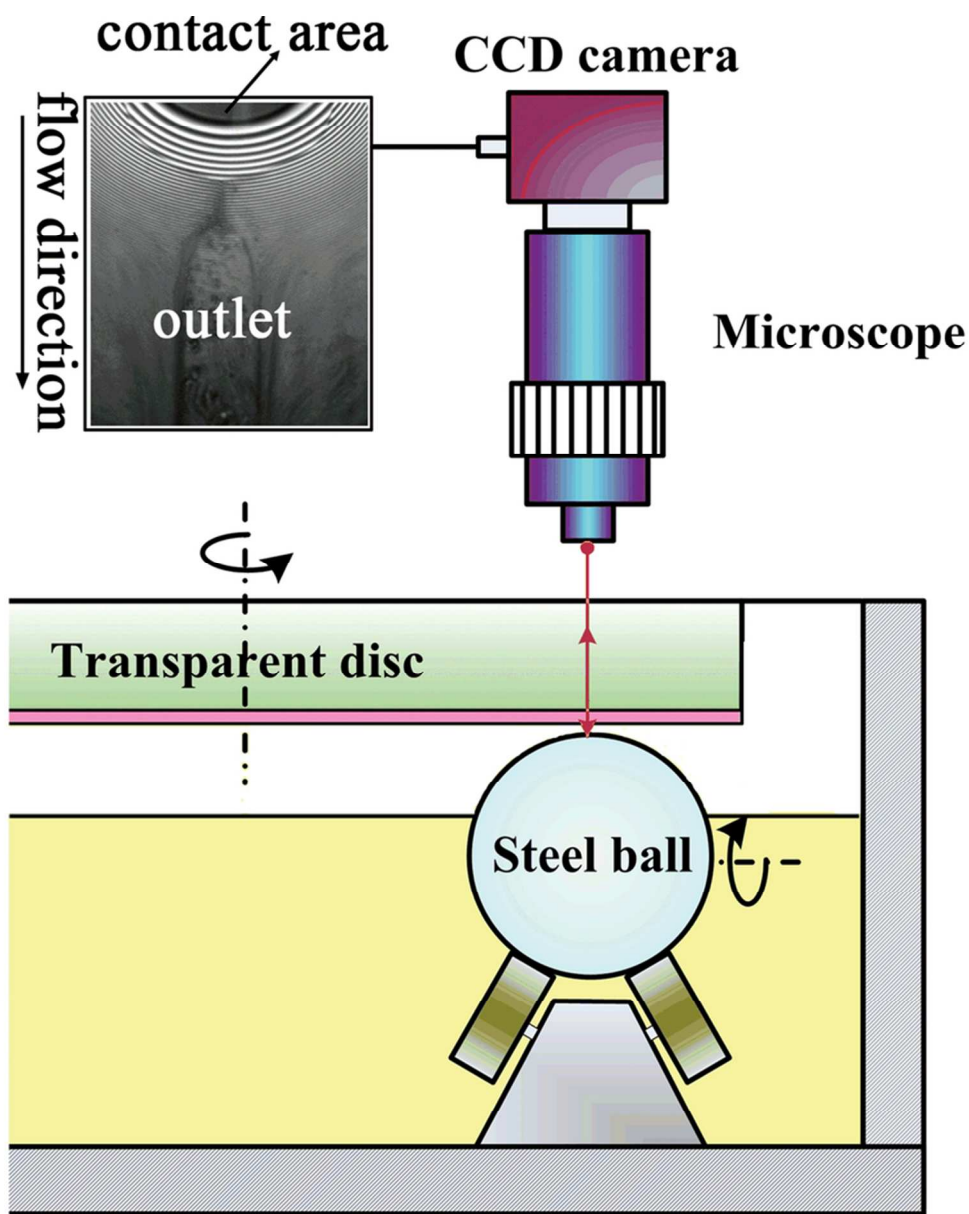 contact area
CCD camera
flow direction
outlet
Microscope
Transparent disc
Steel ball